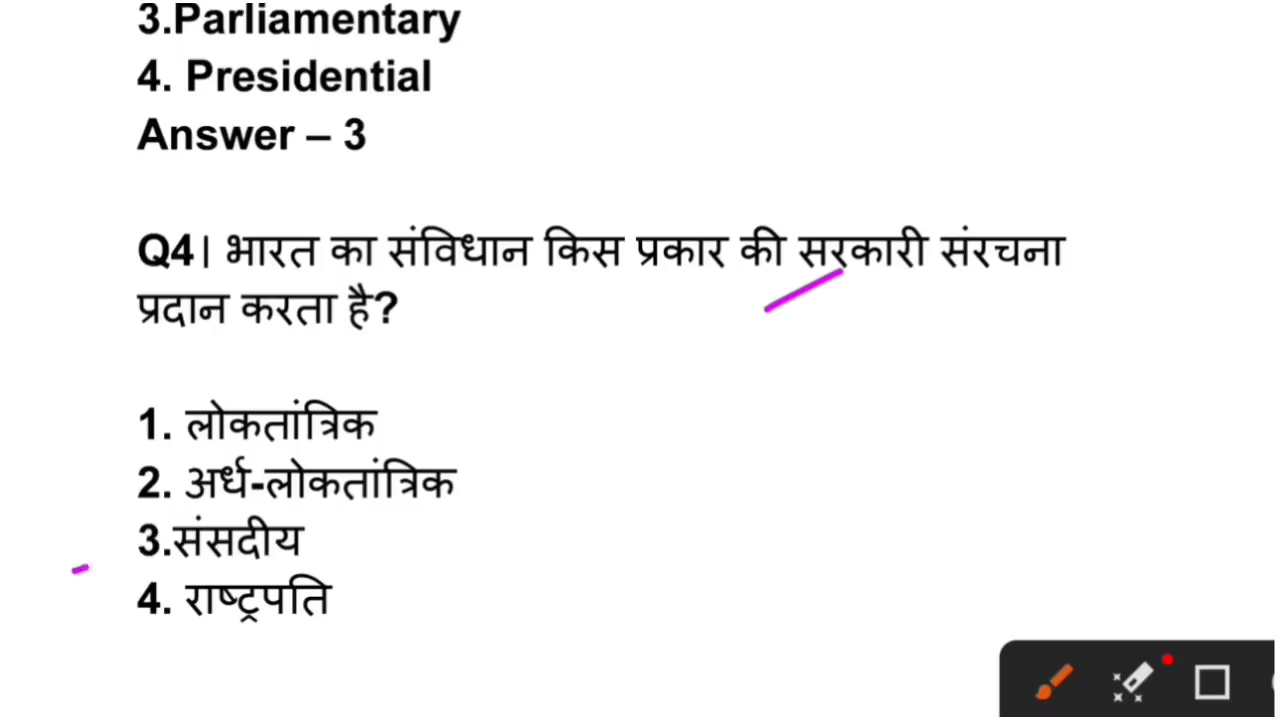 3.Parliamentary
4. Presidential
Answer – 3
Q4। भारत का संविधान किस प्रकार की सरकारी संरचना
प्रदान करता है?
1. लोकतांत्रिक
2. अर्ध-लोकतांत्रिक
3.संसदीय
4. राष्ट्रपति